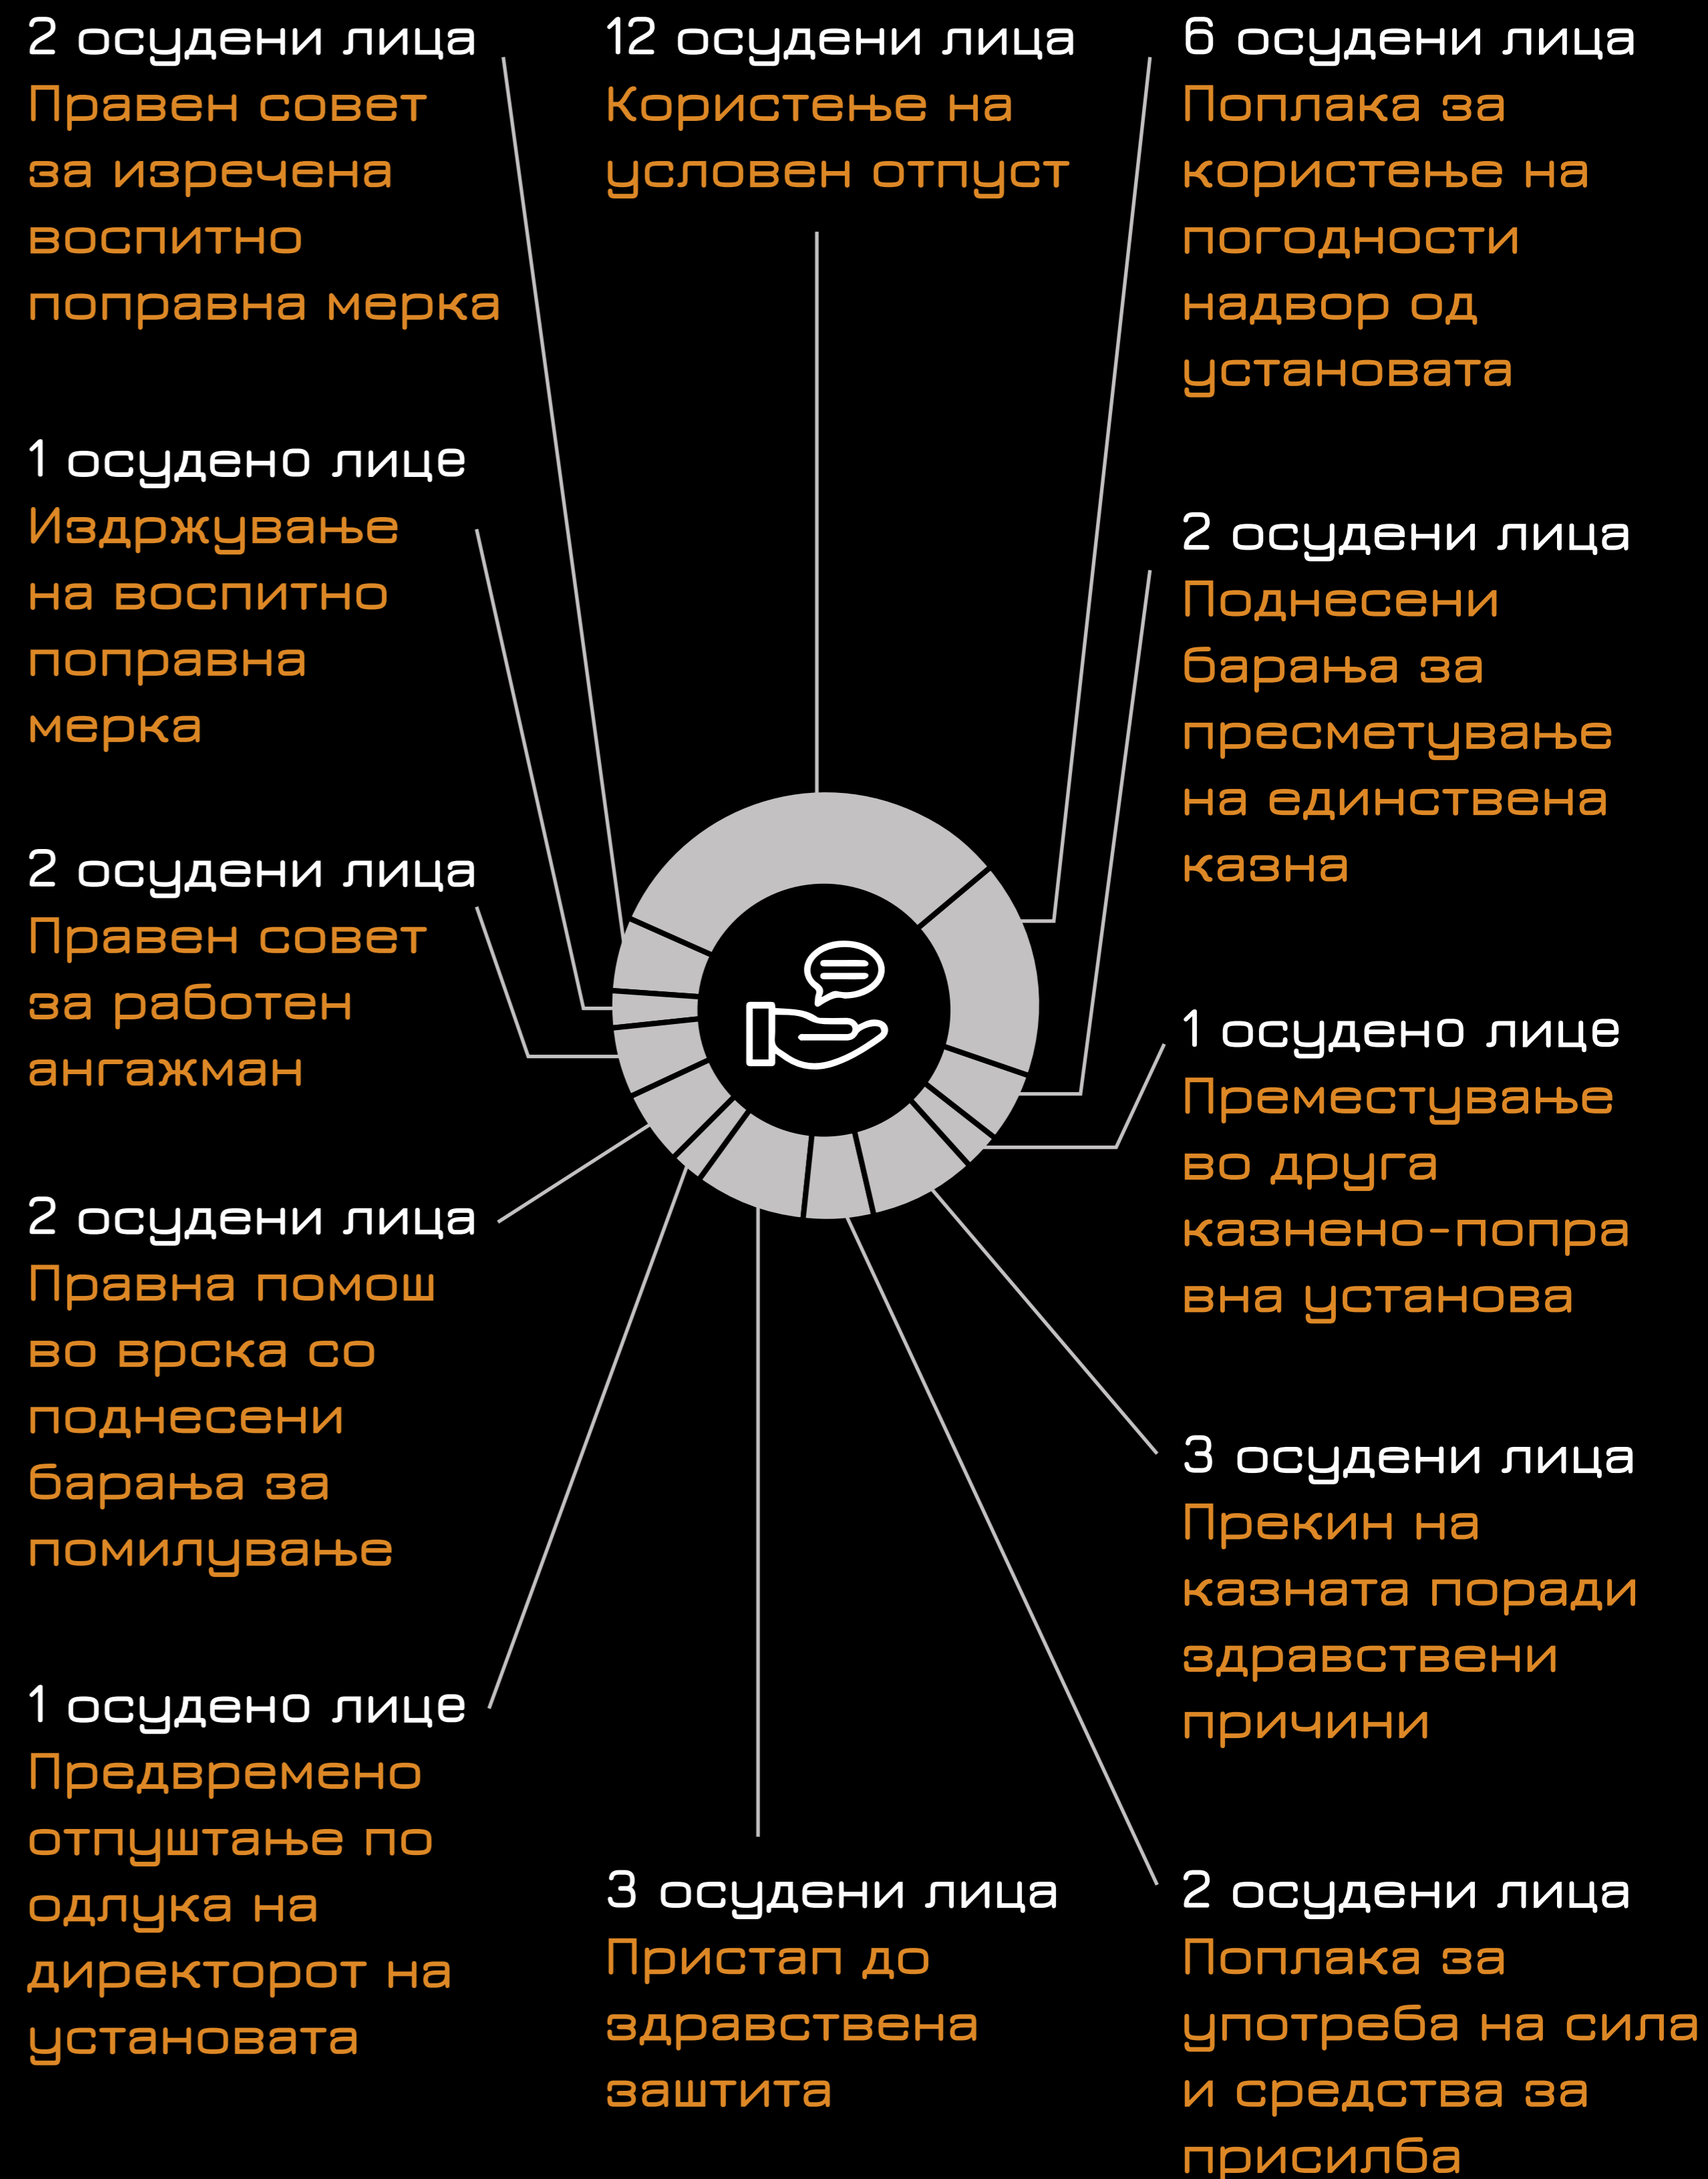 2 осудени лица
Правен совет
за изречена
воспитно
поправна мерка
1 осудено лице
Издржување
на воспитно
поправна
мерка
2 осудени лица
Правен совет
за работен
ангажман
2 осудени лица
Правна помош
во врска со
поднесени
барања за
помилување
1 осудено лице
Предвремено
отпуштање по
одлука на
директорот на
установата
12 осудени лица
Користење на
условен отпуст
3 осудени лица
Пристап до
здравствена
заштита
6 осудени лица
Поплака за
користење на
погодности
надвор од
установата
2 осудени лица
Поднесени
барања за
пресметување
на единствена
казна
1 осудено лице
Преместување
во друга
казнено-попра
вна установа
3 осудени лица
Прекин на
казната поради
здравствени
причини
2 осудени лица
Поплака за
употреба на сила
и средства за
присилба